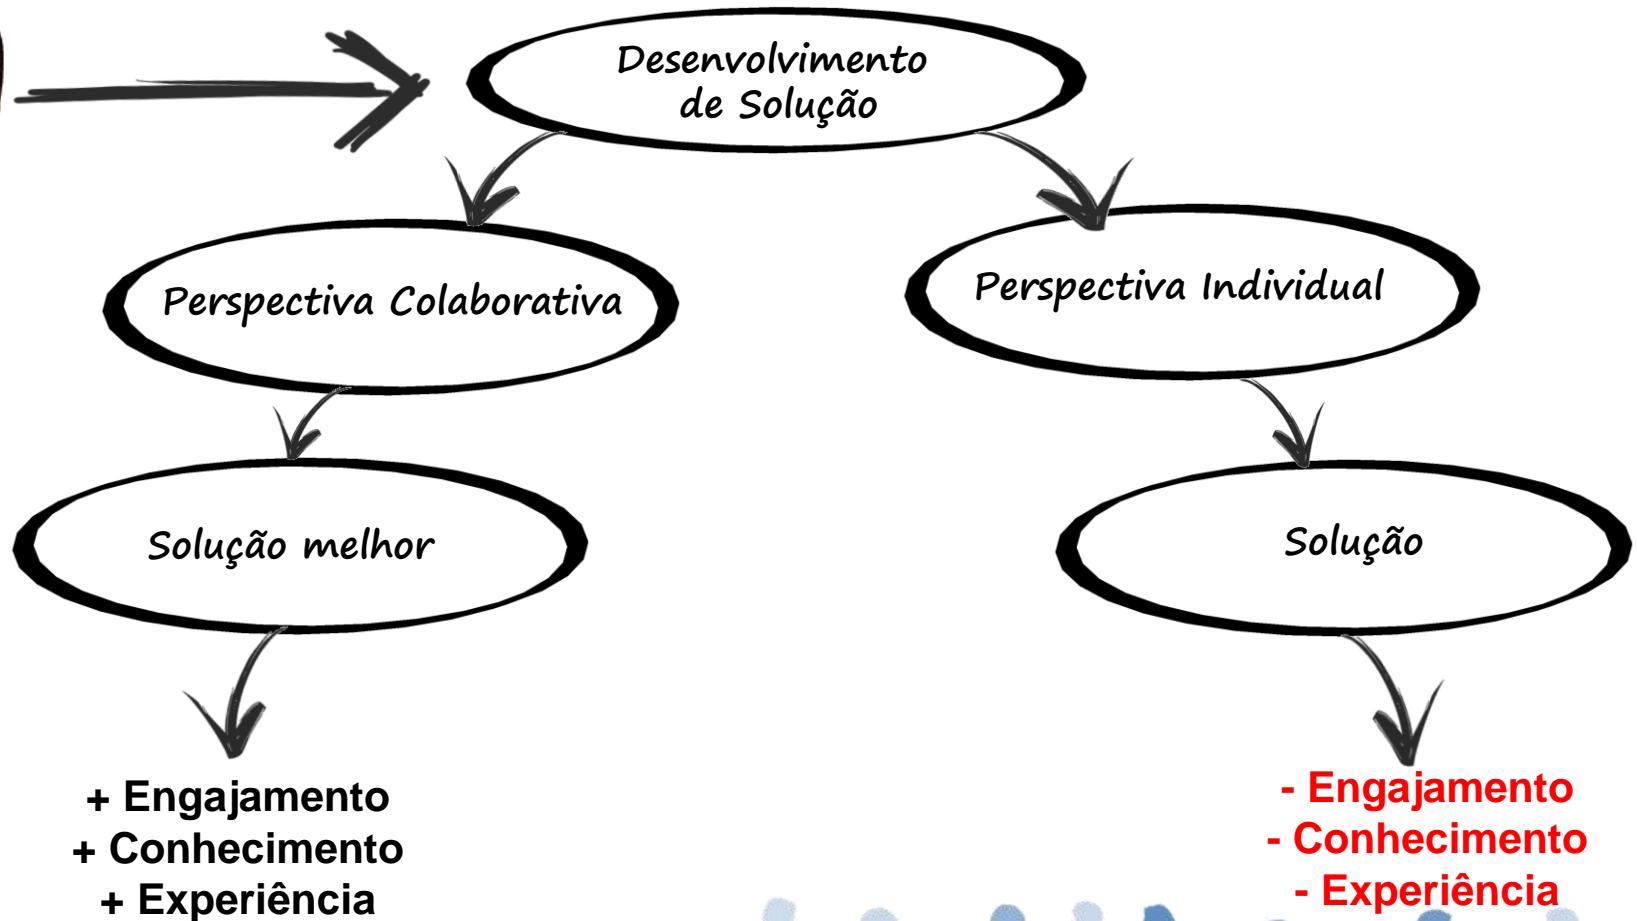 Desenvolvimento
de Solução
Perspectiva Colaborativa
Perspectiva Individual
Solução melhor
Solução
+ Engajamento
+ Conhecimento
+ Experiência
- Engajamento
- Conhecimento
- Experiência